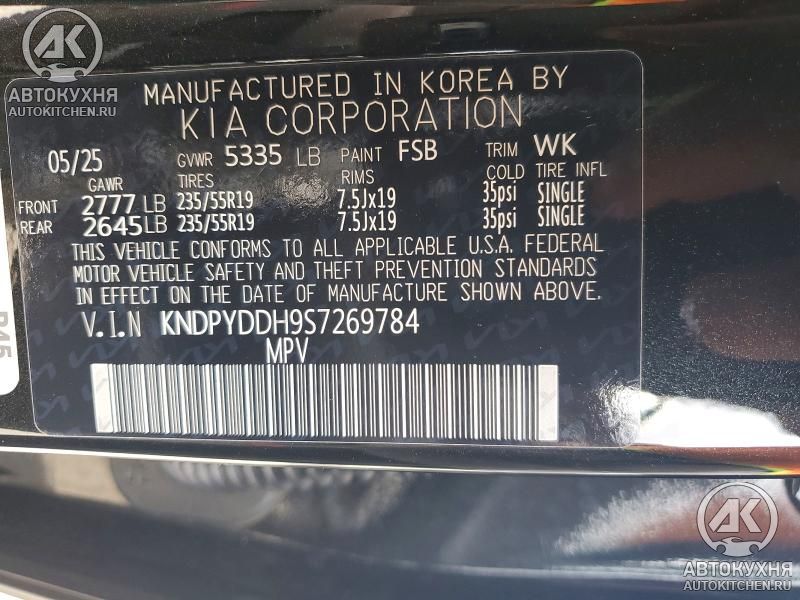 АК
АВТОКУХНЯ
AUTOKITCHEN.RU
MANUFACTURED IN KOREA BY
KIA CORPORATION
05/25 GVWR 5335 LB PAINT FSB TRIM WK
GAWR TIRES RIMS COLD TIRE INFL
FRONT 2777 LB 235/55R19 7.5Jx19 35psi SINGLE
REAR 2645 LB 235/55R19 7.5Jx19 35psi SINGLE
THIS VEHICLE CONFORMS TO ALL APPLICABLE U.S.A. FEDERAL
MOTOR VEHICLE SAFETY AND THEFT PREVENTION STANDARDS
IN EFFECT ON THE DATE OF MANUFACTURE SHOWN ABOVE.
V.I.N KNDPYDDH9S7269784
MPV
АК
АВТОКУХНЯ
AUTOKITCHEN.RU